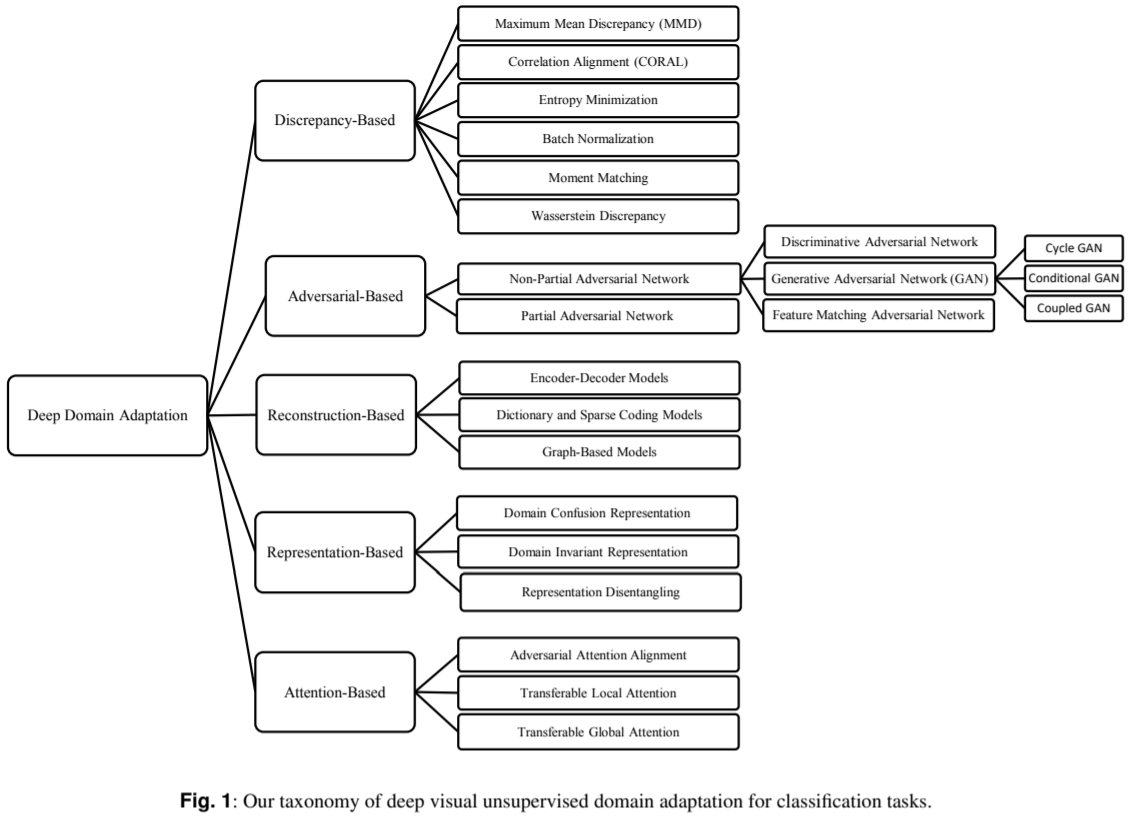 Deep Domain Adaptation
Discrepancy-Based
Maximum Mean Discrepancy (MMD)
Correlation Alignment (CORAL)
Entropy Minimization
Batch Normalization
Moment Matching
Wasserstein Discrepancy
Adversarial-Based
Non-Partial Adversarial Network
Discriminative Adversarial Network
Generative Adversarial Network (GAN)
Cycle GAN
Conditional GAN
Coupled GAN
Feature Matching Adversarial Network
Partial Adversarial Network
Reconstruction-Based
Encoder-Decoder Models
Dictionary and Sparse Coding Models
Graph-Based Models
Representation-Based
Domain Confusion Representation
Domain Invariant Representation
Representation Disentangling
Attention-Based
Adversarial Attention Alignment
Transferable Local Attention
Transferable Global Attention
Fig. 1: Our taxonomy of deep visual unsupervised domain adaptation for classification tasks.